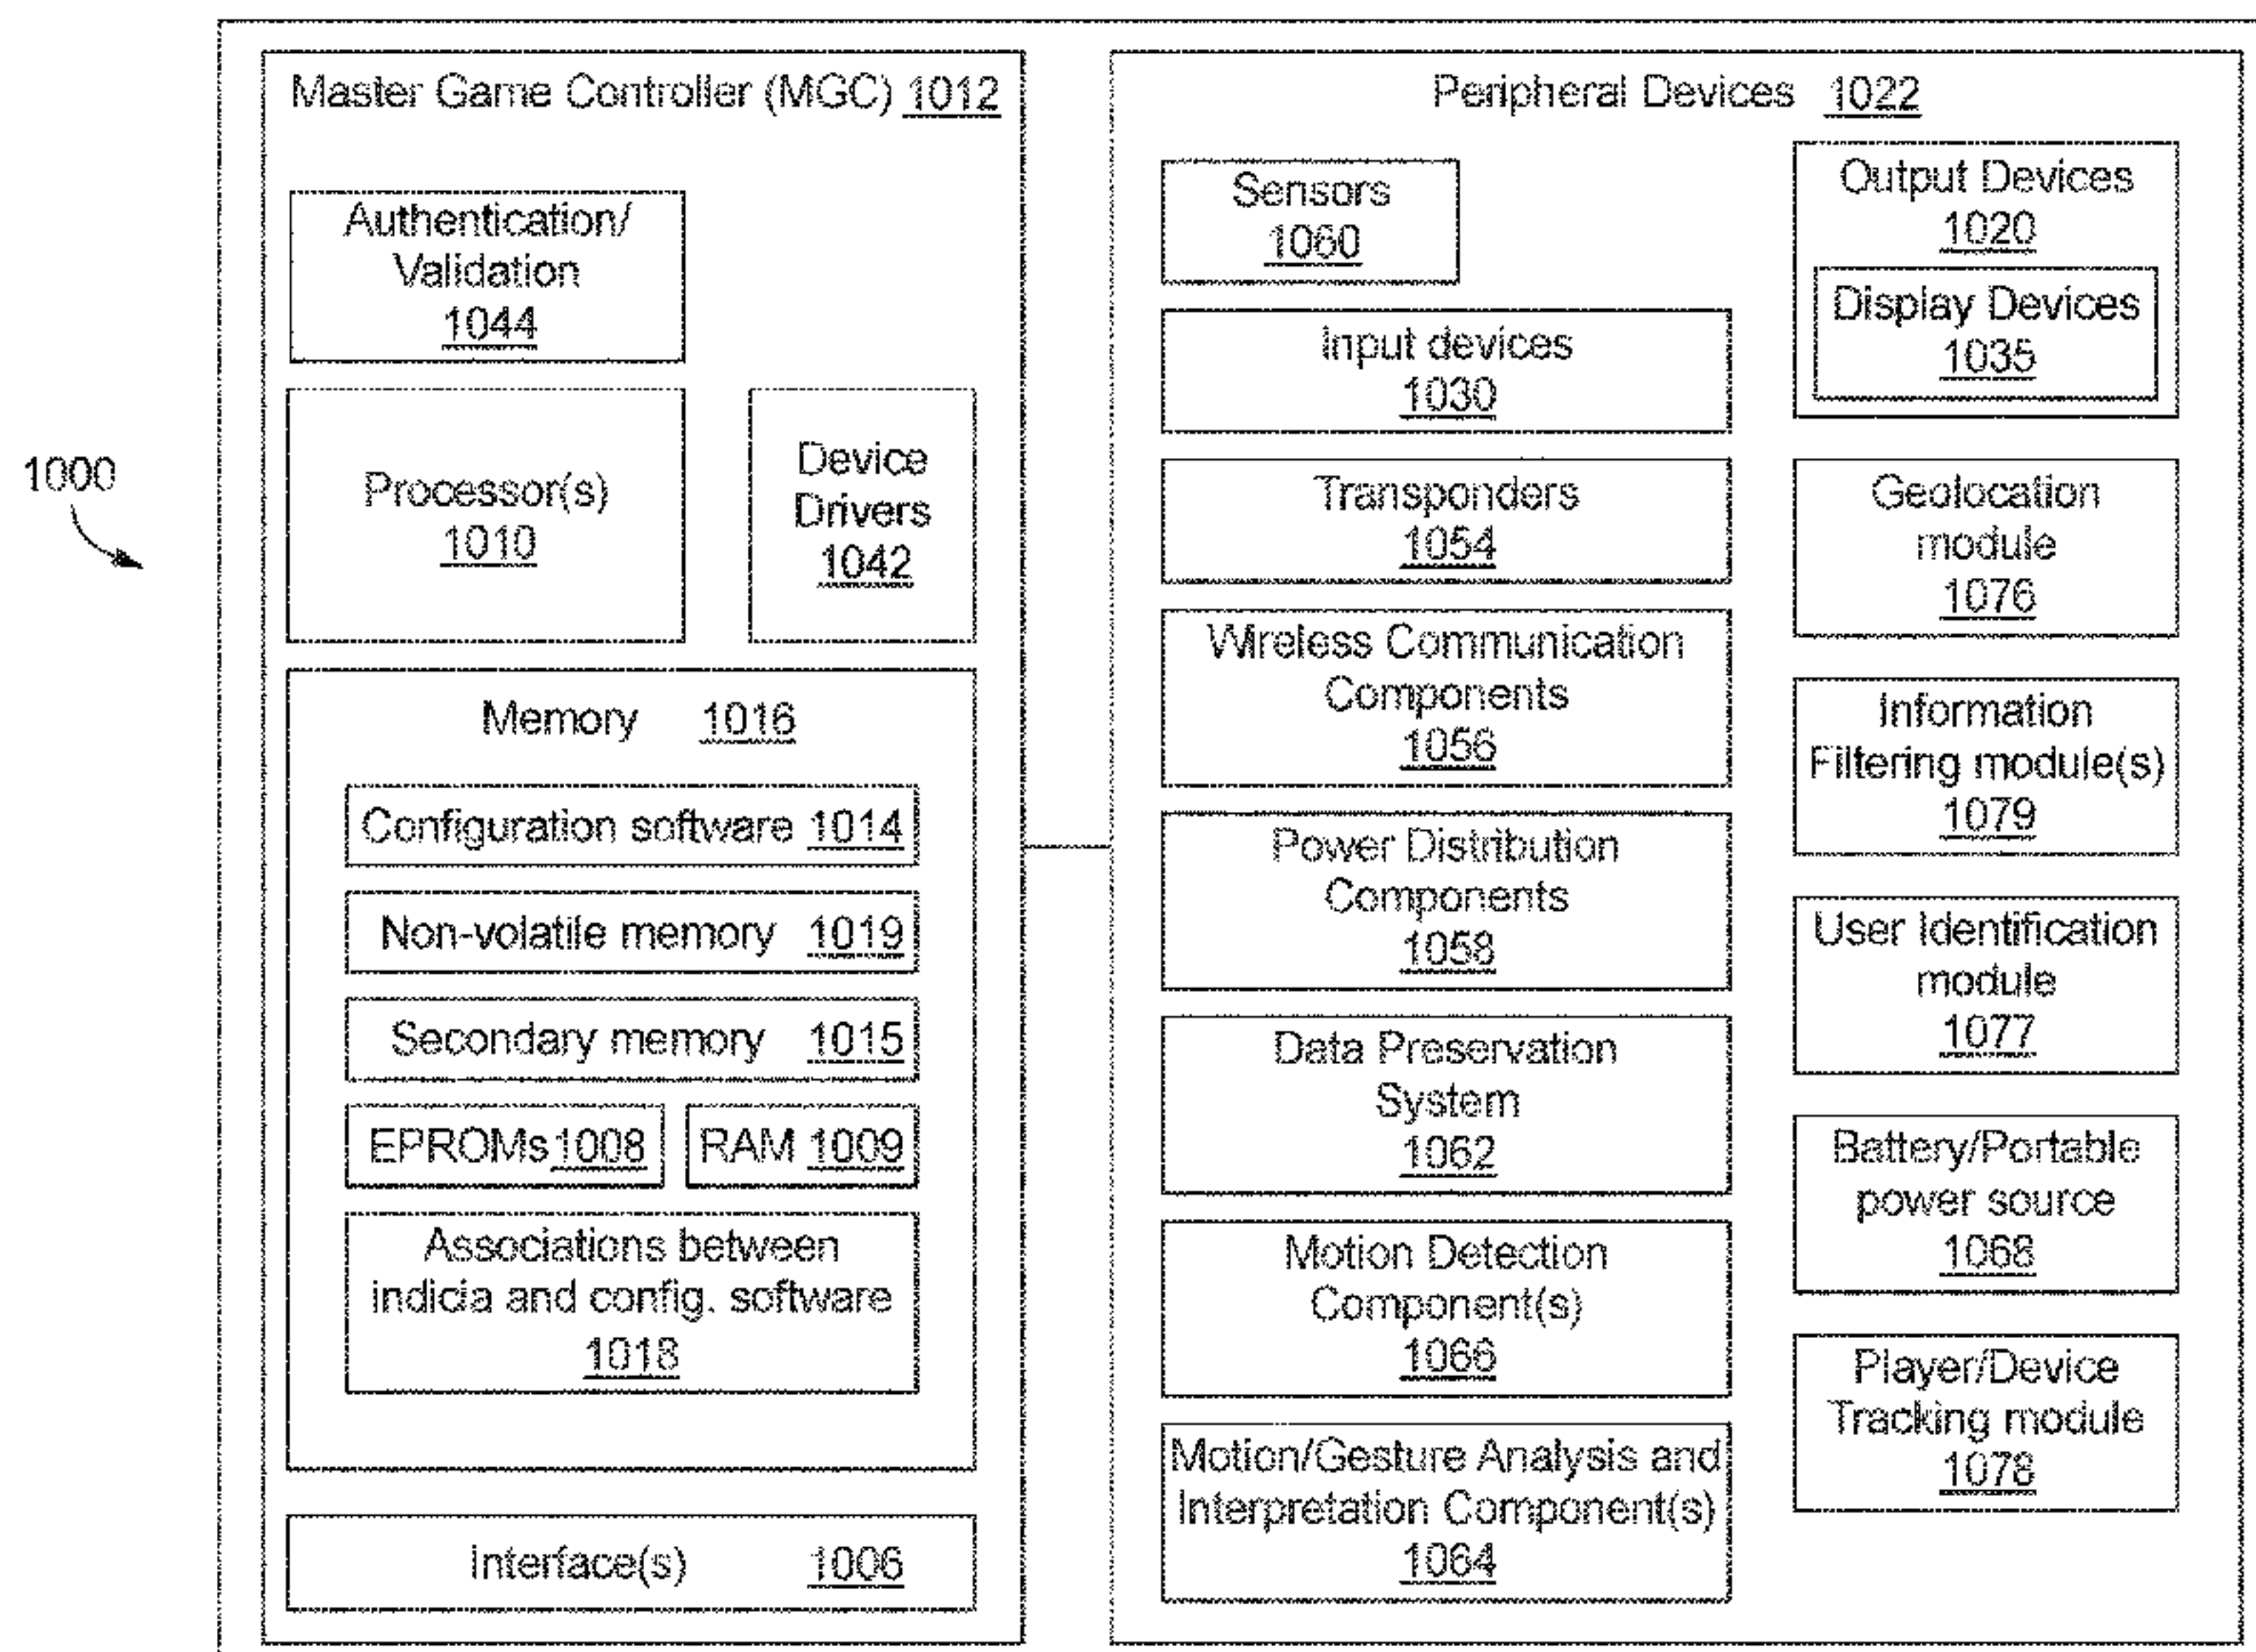 1000
Master Game Controller (MGC) 1012
Authentication/
Validation
1044
Processor(s)
1010
Device
Drivers
1042
Memory 1016
Configuration software 1014
Non-volatile memory 1019
Secondary memory 1015
EPROMs 1008
RAM 1009
Associations between
indicia and config. software
1018
Interface(s) 1006
Peripheral Devices 1022
Sensors
1060
Input devices
1030
Transponders
1054
Wireless Communication
Components
1056
Power Distribution
Components
1058
Data Preservation
System
1062
Motion Detection
Component(s)
1066
Motion/Gesture Analysis and
Interpretation Component(s)
1064
Output Devices
1020
Display Devices
1035
Geolocation
module
1076
Information
Filtering module(s)
1079
User Identification
module
1077
Battery/Portable
power source
1068
Player/Device
Tracking module
1078